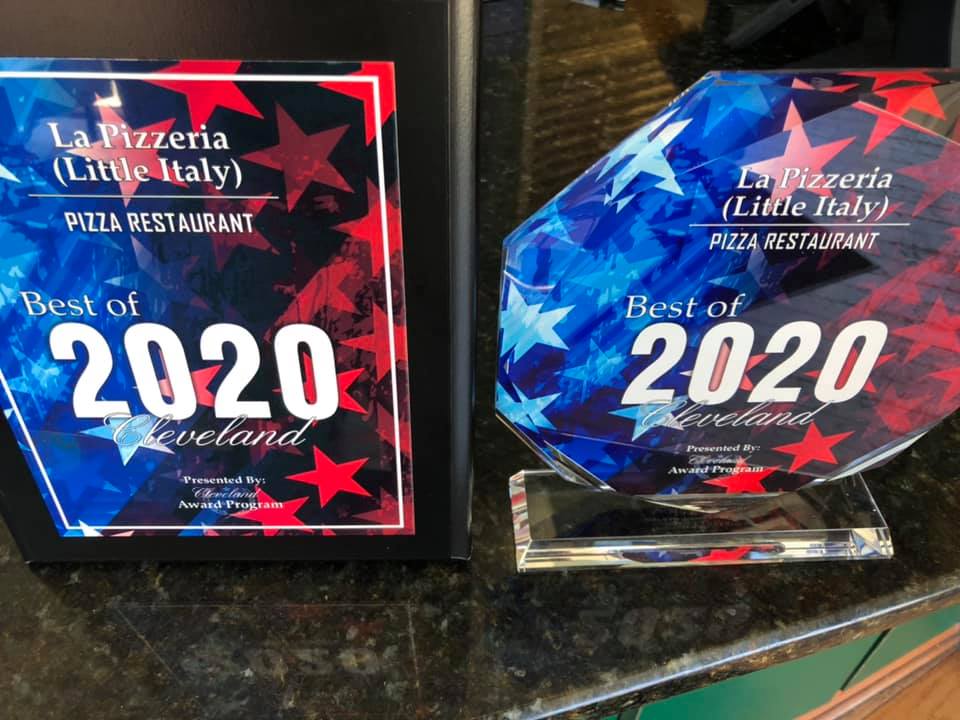 La Pizzeria
(Little Italy)
PIZZA RESTAURANT
Best of
2020
Cleveland
Presented By:
Cleveland
Award Program
La Pizzeria
(Little Italy)
PIZZA RESTAURANT
Best of
2020
Cleveland
Presented By:
Cleveland
Award Program